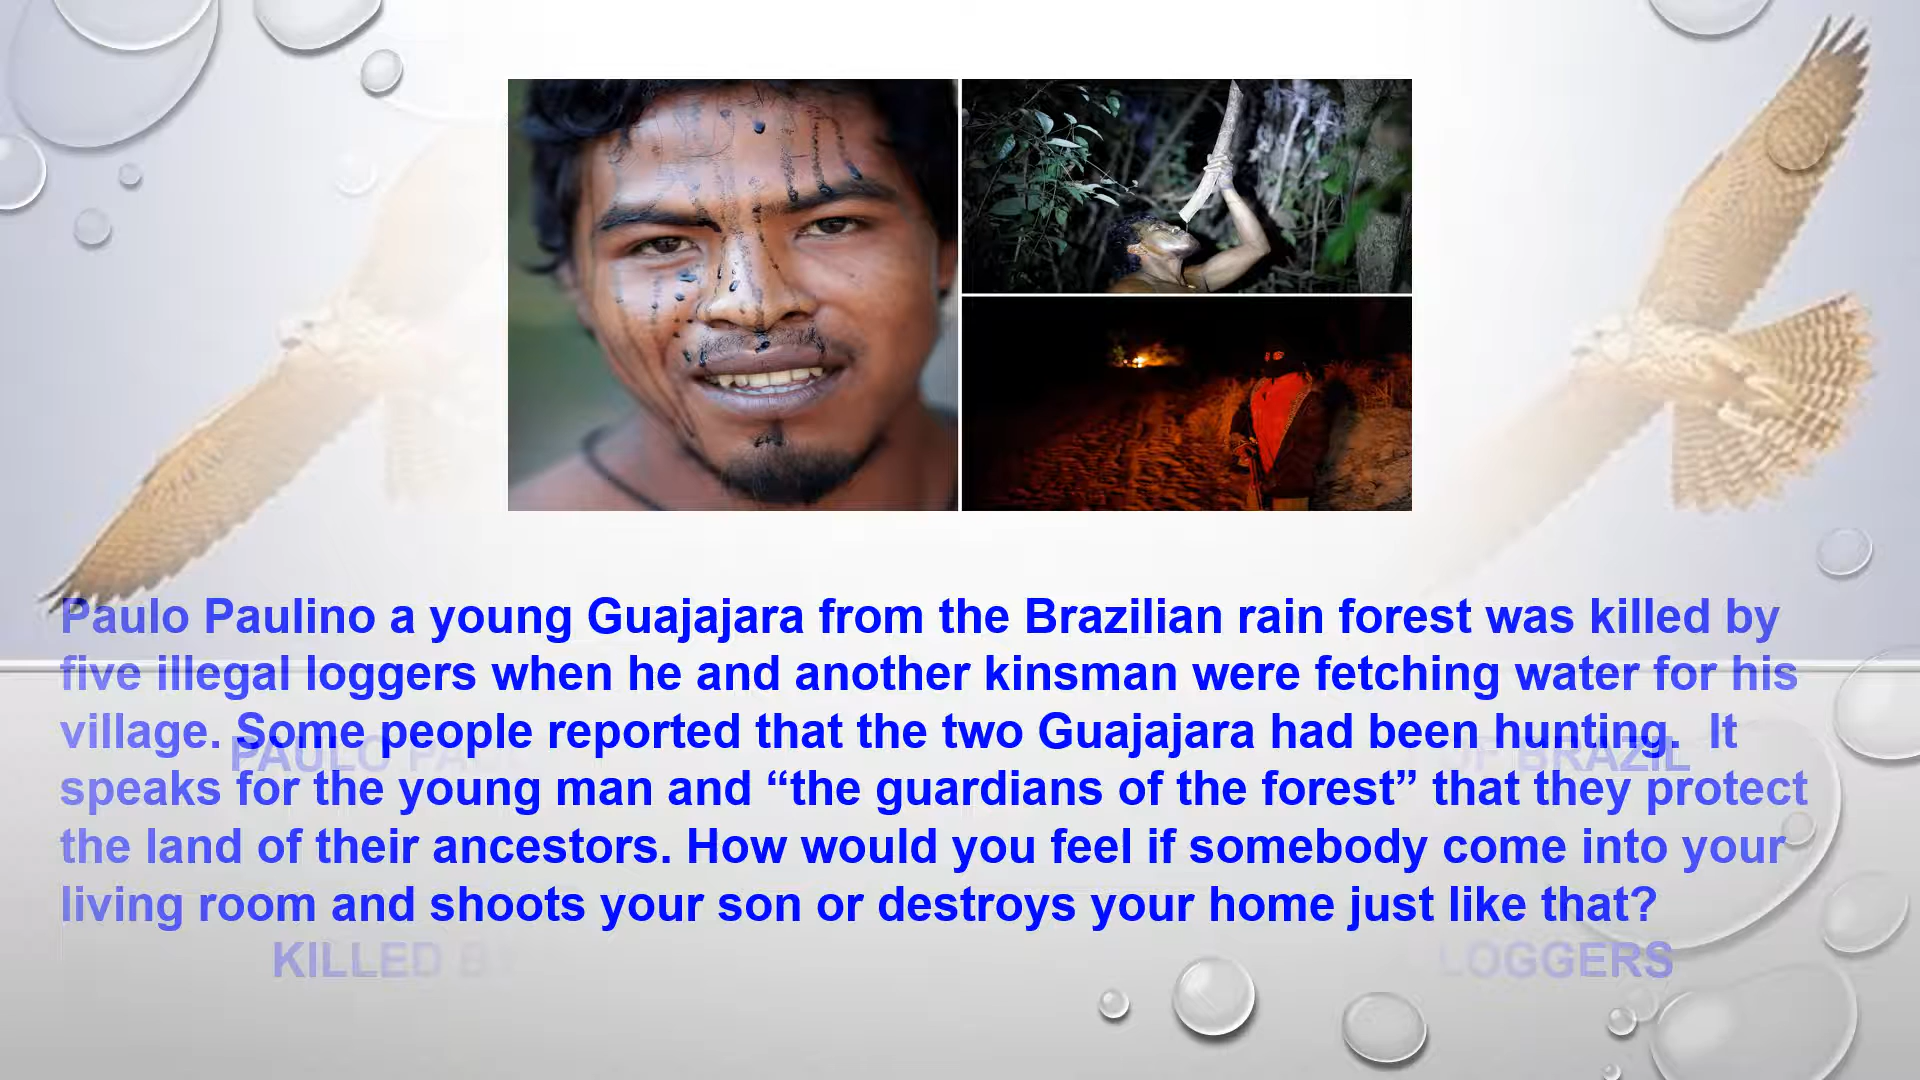 Paulo Paulino a young Guajajara from the Brazilian rain forest was killed by
five illegal loggers when he and another kinsman were fetching water for his
village. Some people reported that the two Guajajara had been hunting.  It
speaks for the young man and “the guardians of the forest” that they protect
the land of their ancestors. How would you feel if somebody come into your
living room and shoots your son or destroys your home just like that?
PAULO
OF BRAZIL
KILLED
LOGGERS